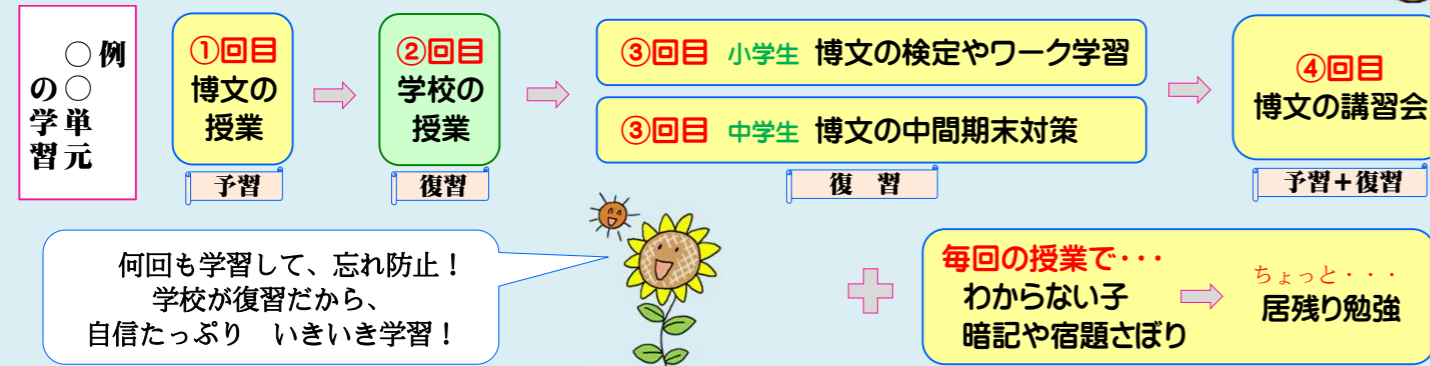 例
○○単元
の学習
①回目
博文の
授業
予習
②回目
学校の
授業
復習
③回目 小学生 博文の検定やワーク学習
③回目 中学生 博文の中間期末対策
復 習
④回目
博文の講習会
予習+復習
何回も学習して、忘れ防止！
学校が復習だから、
自信たっぷり いきいき学習！
毎回の授業で・・・
わからない子
暗記や宿題さぼり
ちょっと・・・
居残り勉強